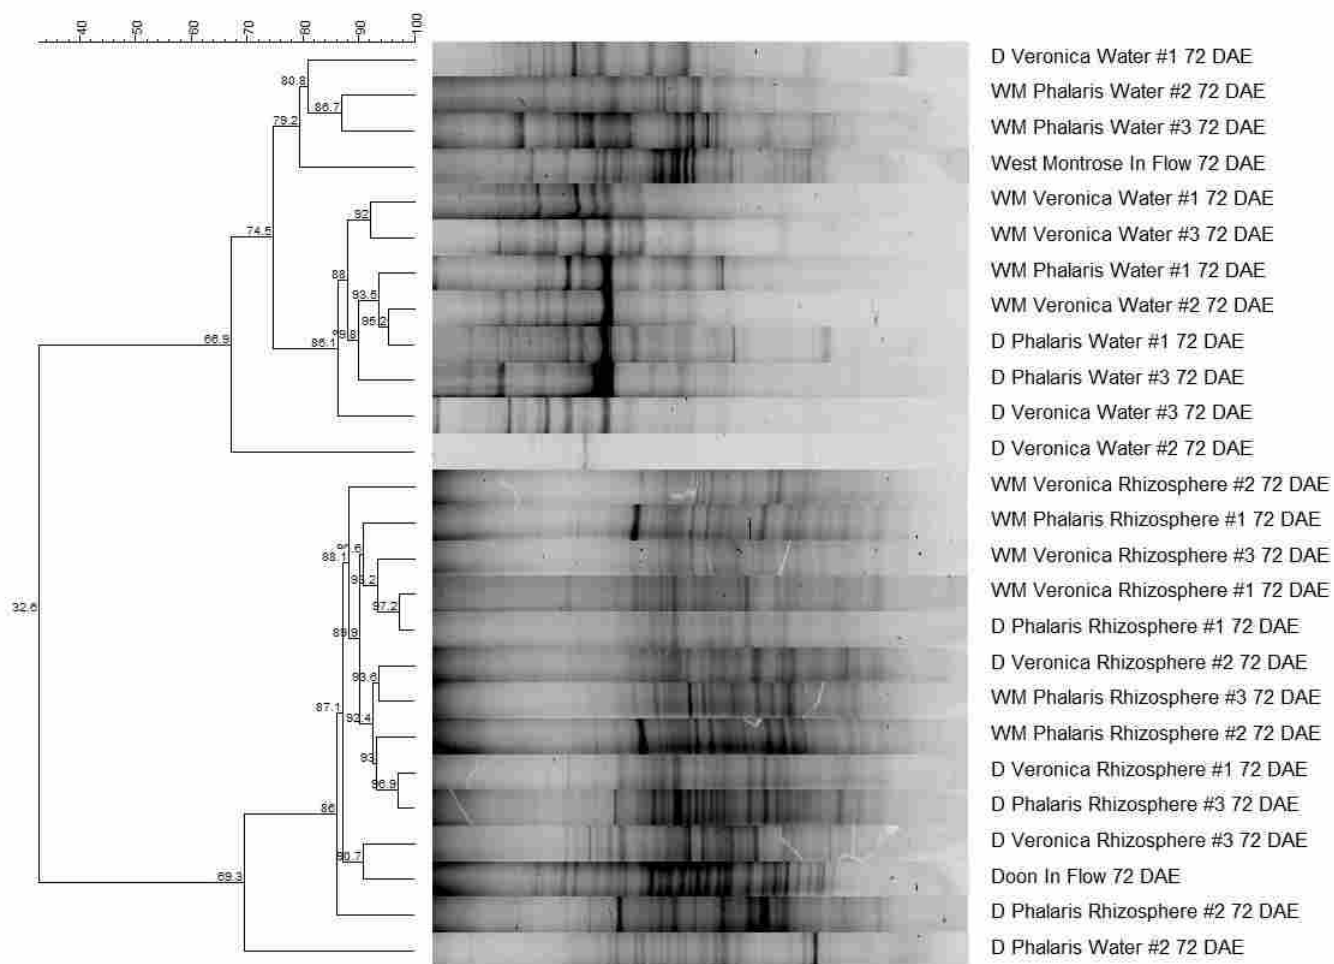 40 50 60 70 80 90 100
D Veronica Water #1 72 DAE
80.8
WM Phalaris Water #2 72 DAE
86.7
79.2
WM Phalaris Water #3 72 DAE
West Montrose In Flow 72 DAE
WM Veronica Water #1 72 DAE
92
74.5
WM Veronica Water #3 72 DAE
88
WM Phalaris Water #1 72 DAE
93.5
WM Veronica Water #2 72 DAE
95.2
66.9
86.1
D Phalaris Water #1 72 DAE
D Phalaris Water #3 72 DAE
D Veronica Water #3 72 DAE
D Veronica Water #2 72 DAE
WM Veronica Rhizosphere #2 72 DAE
WM Phalaris Rhizosphere #1 72 DAE
88.1
WM Veronica Rhizosphere #3 72 DAE
WM Veronica Rhizosphere #1 72 DAE
32.6
97.2
D Phalaris Rhizosphere #1 72 DAE
89.9
D Veronica Rhizosphere #2 72 DAE
93.6
WM Phalaris Rhizosphere #3 72 DAE
87.1
92.4
WM Phalaris Rhizosphere #2 72 DAE
93
D Veronica Rhizosphere #1 72 DAE
96.9
D Phalaris Rhizosphere #3 72 DAE
86
D Veronica Rhizosphere #3 72 DAE
90.7
Doon In Flow 72 DAE
69.3
D Phalaris Rhizosphere #2 72 DAE
D Phalaris Water #2 72 DAE